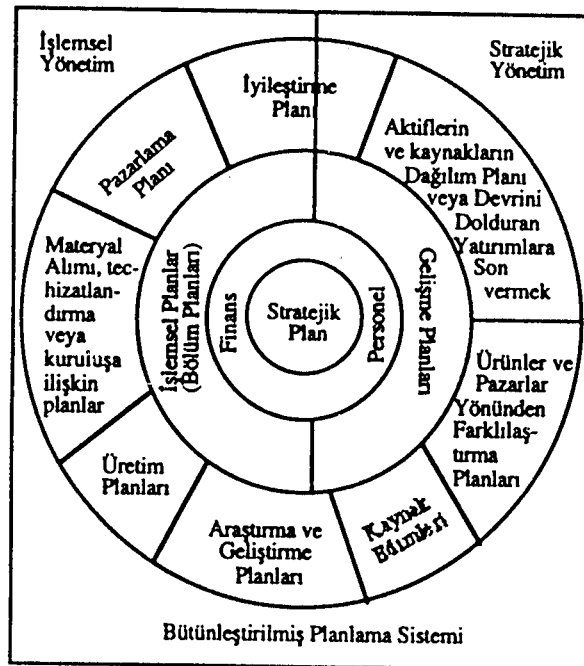 İşlemsel
Yönetim
Stratejik
Yönetim
İyileştirme
Planı
Pazarlama
Planı
Aktiflerin
ve kaynakların
Dağılım Planı
veya Devrini
Dolduran
Yatırımlara
Son
vermek
Materyal
Alımı, tec-
hizatlan-
dırma
veya
kuruluşa
ilişkin
planlar
İşlemsel Planlar
(Bölüm Planları)
Finans
Stratejik
Plan
Personel
Gelişme Planları
Ürünler ve
Pazarlar
Yönünden
Farklılaş-
tırma
Planları
Üretim
Planları
Araştırma ve
Geliştirme
Planları
Kaynak
Bütünleştirilmiş Planlama Sistemi